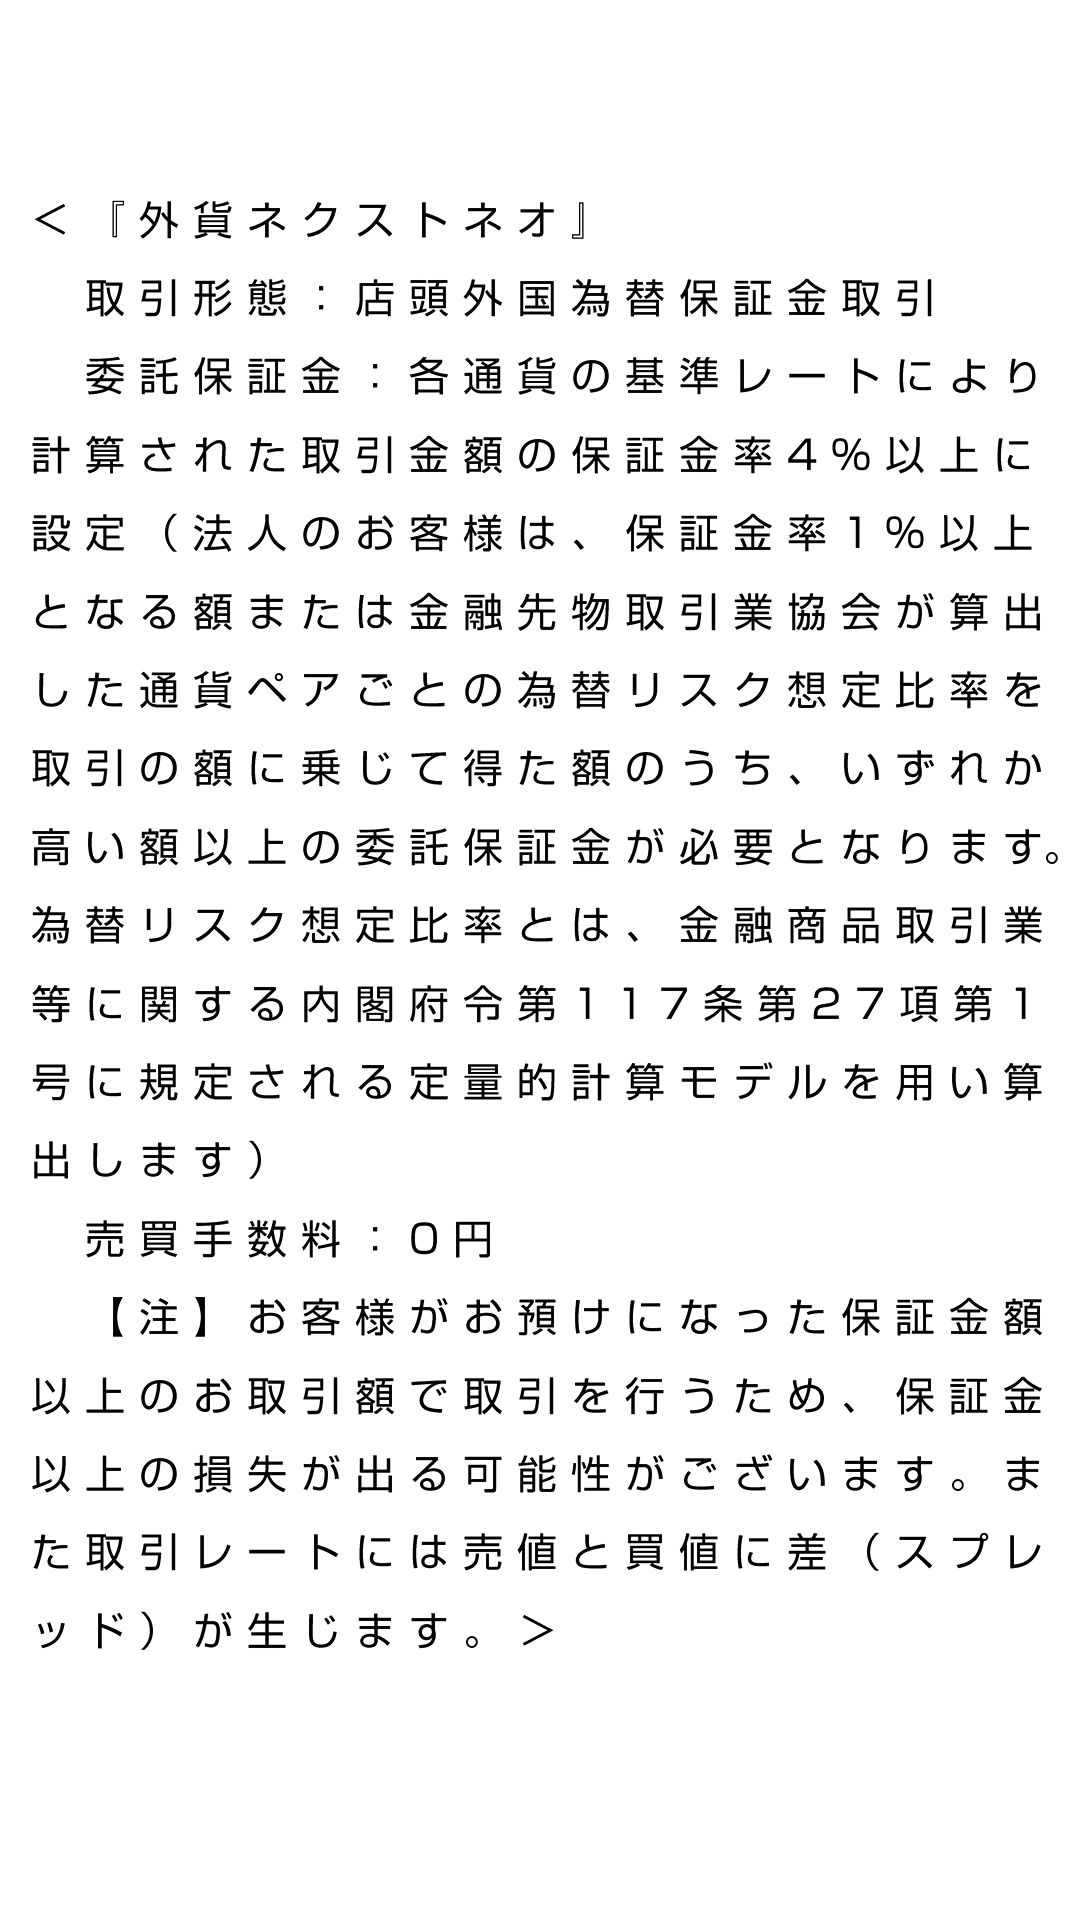 ＜『外貨ネクストネオ』
　取引形態：店頭外国為替保証金取引
　委託保証金：各通貨の基準レートにより
計算された取引金額の保証金率4％以上に
設定（法人のお客様は、保証金率1％以上
となる額または金融先物取引業協会が算出
した通貨ペアごとの為替リスク想定比率を
取引の額に乗じて得た額のうち、いずれか
高い額以上の委託保証金が必要となります。
為替リスク想定比率とは、金融商品取引業
等に関する内閣府令第117条第27項第1
号に規定される定量的計算モデルを用い算
出します）
　売買手数料：0円
　【注】お客様がお預けになった保証金額
以上のお取引額で取引を行うため、保証金
以上の損失が出る可能性がございます。ま
た取引レートには売値と買値に差（スプレ
ッド）が生じます。＞